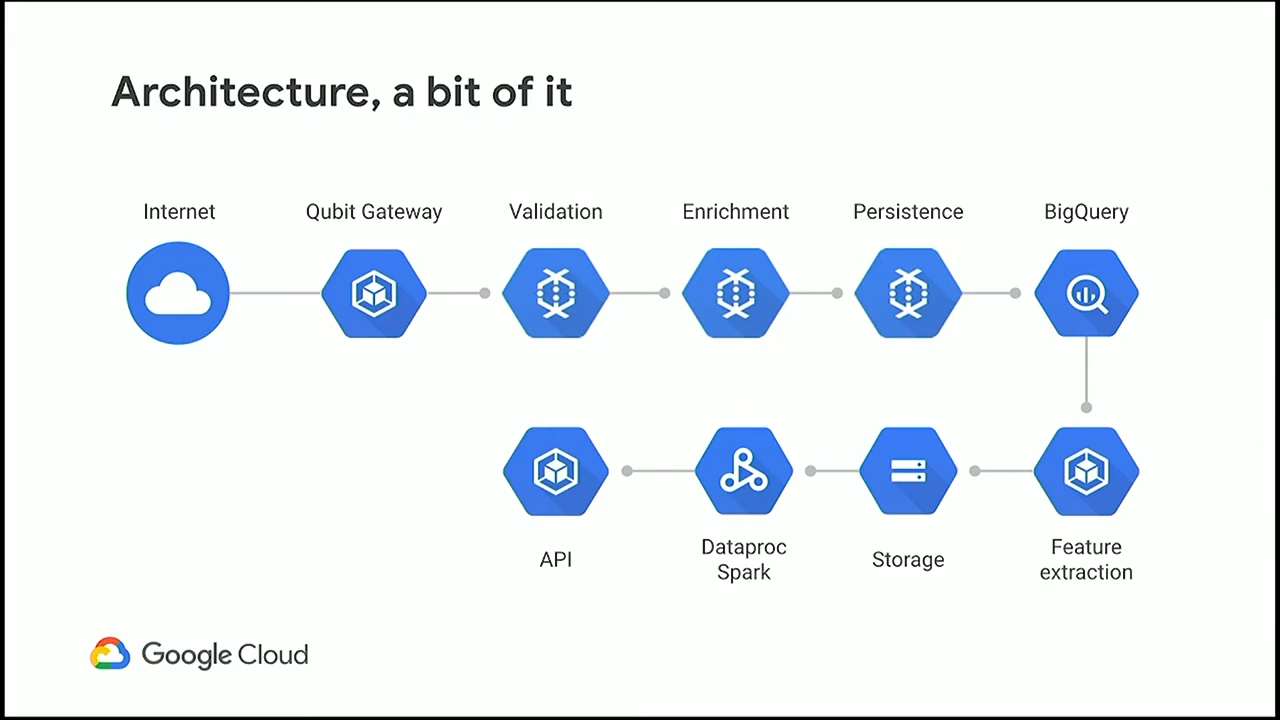 Architecture, a bit of it
Internet
Qubit Gateway
Validation
Enrichment
Persistence
BigQuery
API
Dataproc
Spark
Storage
Feature
extraction
Google Cloud